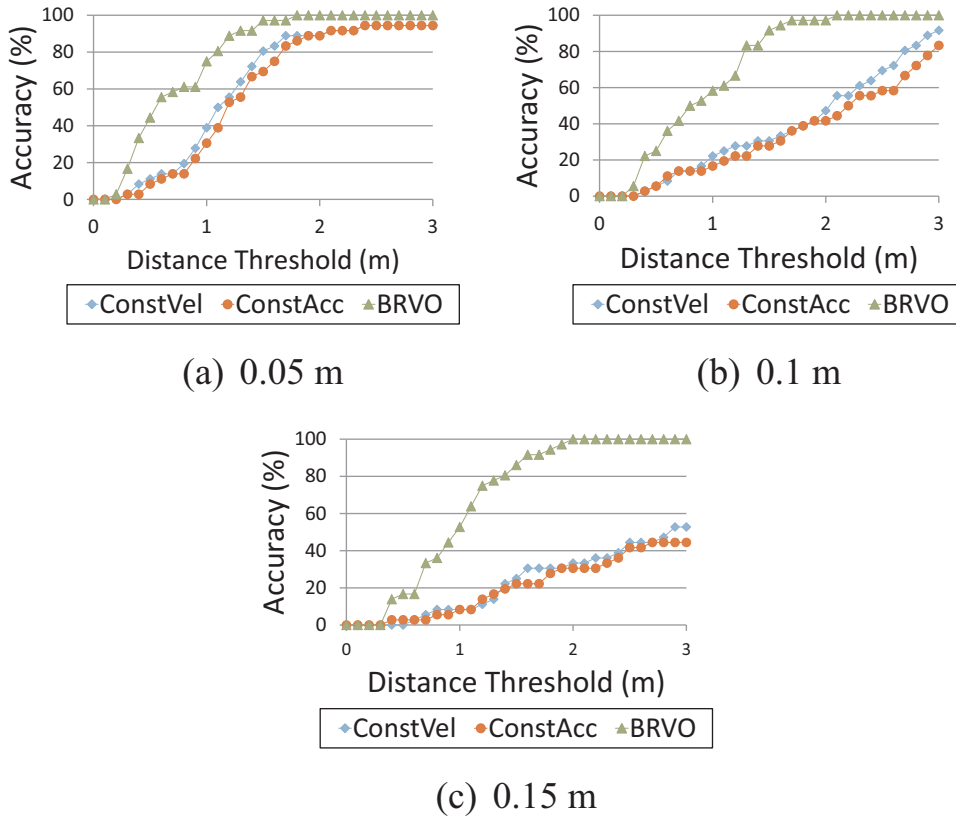 100
80
60
40
20
0
Accuracy (%)
0 1 2 3
Distance Threshold (m)
ConstVel ConstAcc BRVO
(a) 0.05 m
100
80
60
40
20
0
Accuracy (%)
0 1 2 3
Distance Threshold (m)
ConstVel ConstAcc BRVO
(b) 0.1 m
100
80
60
40
20
0
Accuracy (%)
0 1 2 3
Distance Threshold (m)
ConstVel ConstAcc BRVO
(c) 0.15 m